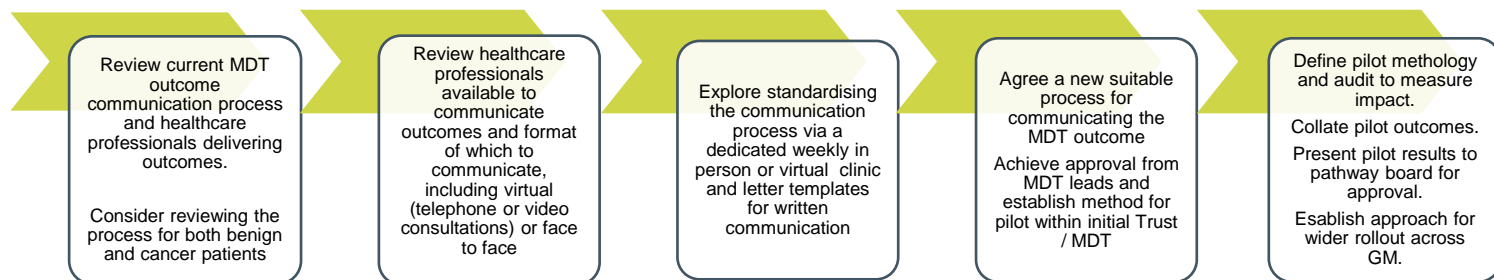 Review current MDT
outcome
communication process
and healthcare
professionals delivering
outcomes.
Consider reviewing the
process for both benign
and cancer patients
Review healthcare
professionals
available to
communicate
outcomes and format
of which to
communicate,
including virtual
(telephone or video
consultations) or face
to face
Explore standardising
the communication
process via a
dedicated weekly in
person or virtual clinic
and letter templates
for written
communication
Agree a new suitable
process for
communicating the
MDT outcome
Achieve approval from
MDT leads and
establish method for
pilot within initial Trust
/ MDT
Define pilot methology
and audit to measure
impact.
Collate pilot outcomes.
Present pilot results to
pathway board for
approval.
Esablish approach for
wider rollout across
GM.